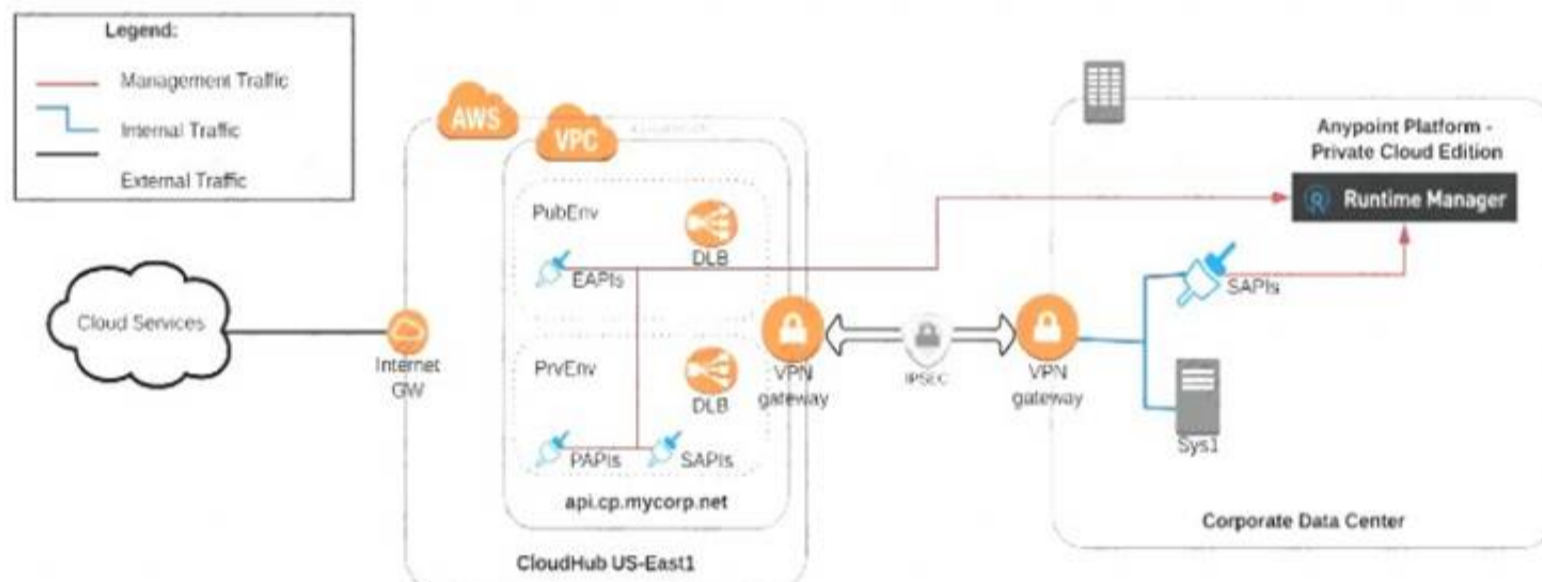 Legend:
Management Traffic
Internal Traffic
External Traffic
AWS
VPC
PubEnv
DLB
EAPIs
PrvEnv
DLB
PAPIs
SAPIs
api.cp.mycorp.net
CloudHub US-East1
Cloud Services
Internet
GW
VPN
gateway
IPSEC
VPN
gateway
Anypoint Platform -
Private Cloud Edition
Runtime Manager
SAPIs
Sys1
Corporate Data Center